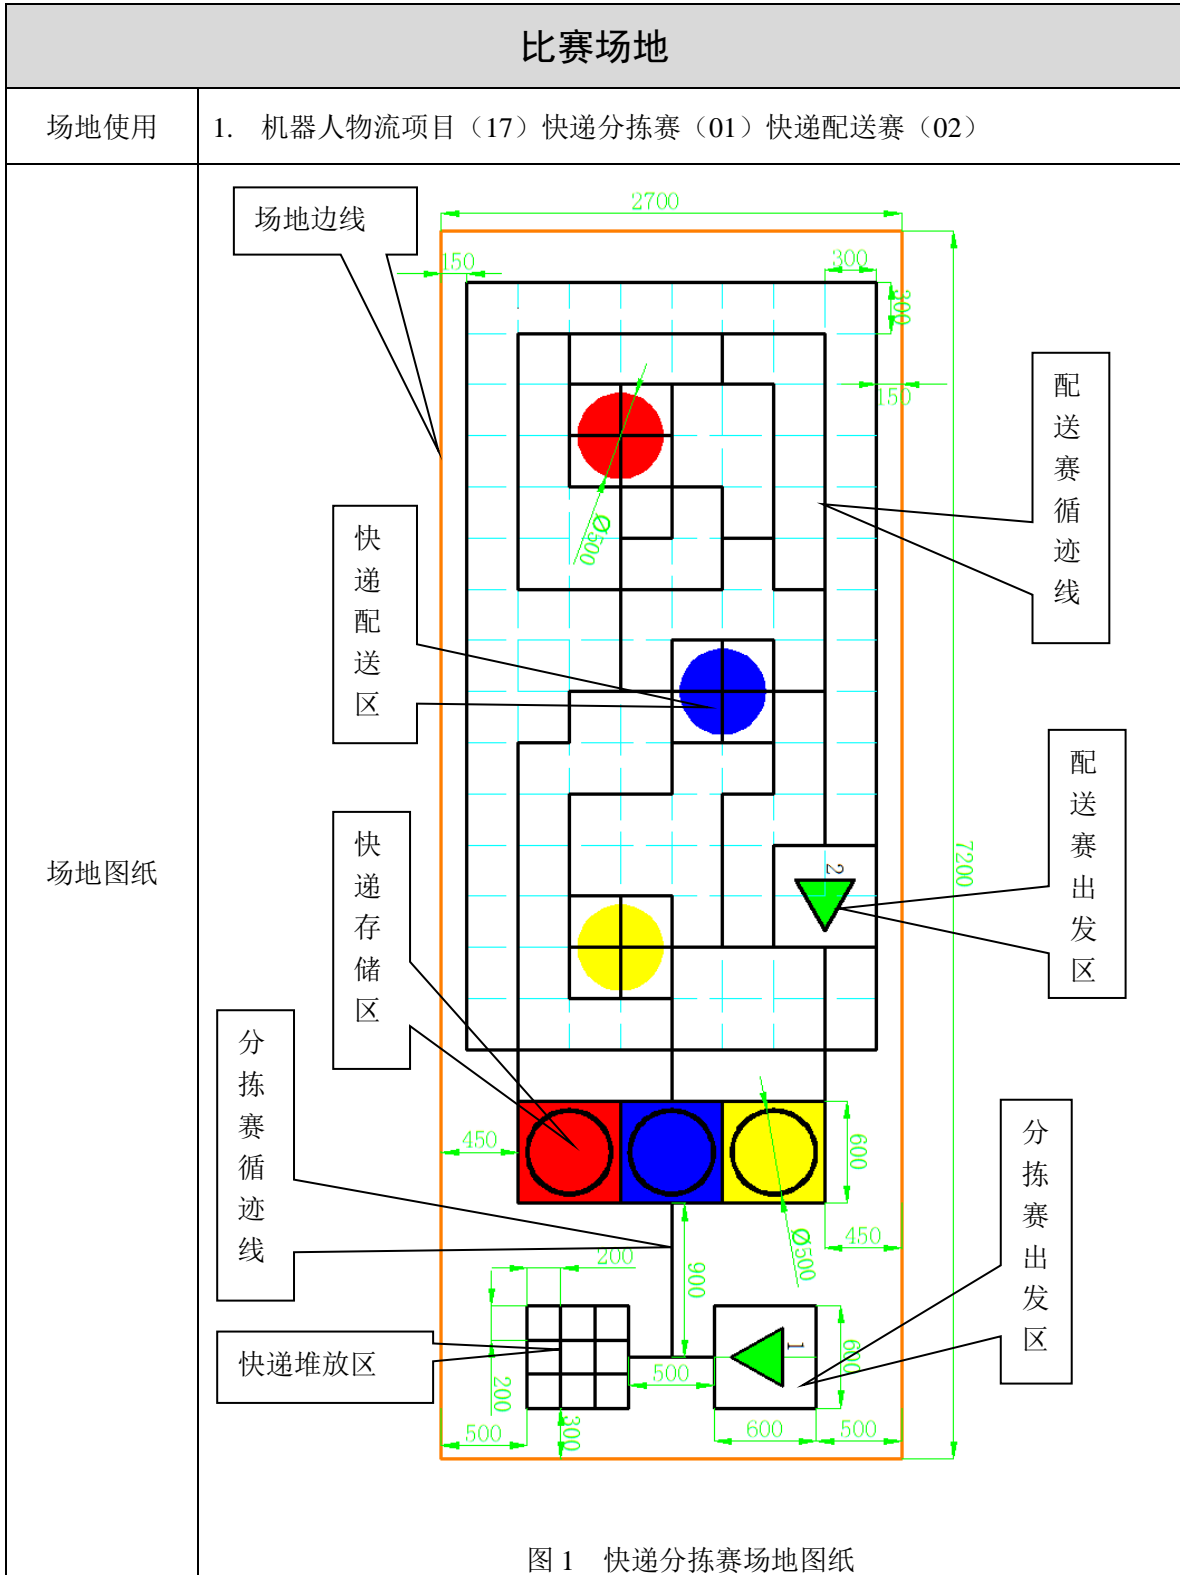 比赛场地
场地使用
1. 机器人物流项目（17）快递分拣赛（01）快递配送赛（02）
场地图纸
场地边线
2700
150
300
300
150
配送赛循迹线
Ø500
快递配送区
配送赛出发区
2
7200
快递存储区
分拣赛循迹线
450
600
Ø500
450
分拣赛出发区
200
900
快递堆放区
200
500
1
600
500
300
600
500
图 1 快递分拣赛场地图纸